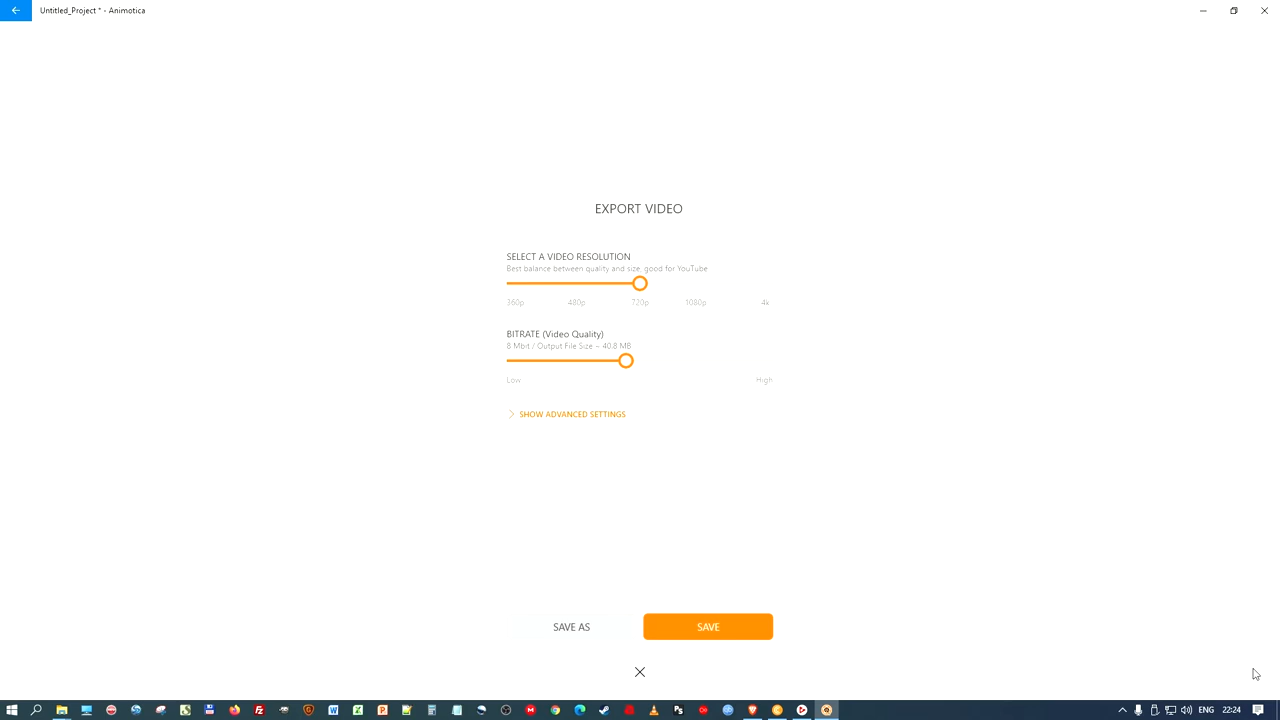 Untitled_Project * - Animotica
EXPORT VIDEO
SELECT A VIDEO RESOLUTION
Best balance between quality and size, good for YouTube
360p 480p 720p 1080p 4k
BITRATE (Video Quality)
8 Mbit / Output File Size ~ 40.8 MB
Low High
SHOW ADVANCED SETTINGS
SAVE AS SAVE
ENG 22:24